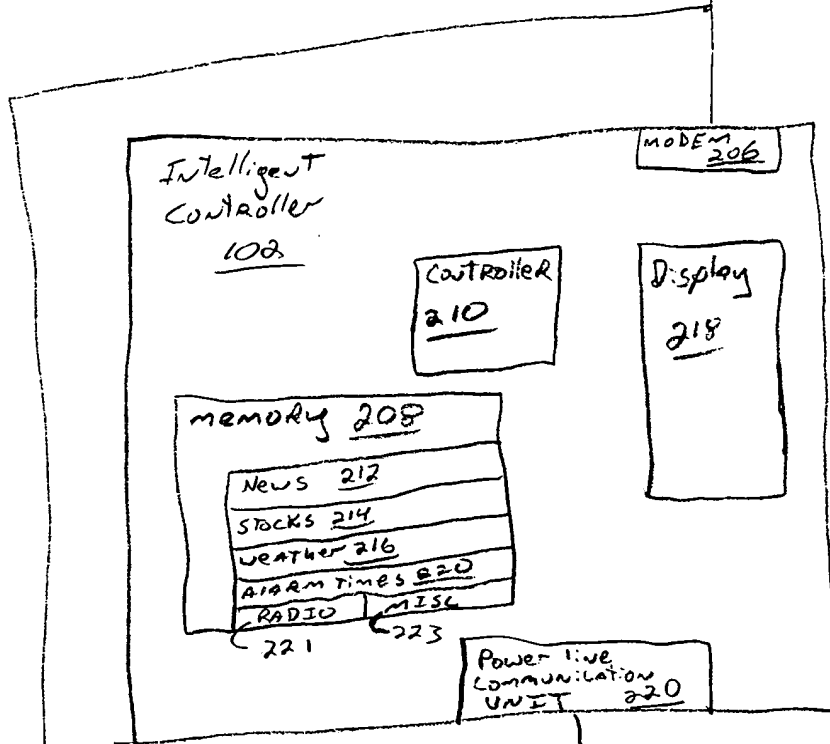 MODEM
206
Intelligent
Controller
102
Controller
210
Display
218
memory 208
News 212
STOCKS 214
weather 216
Alarm Times 220
RADIO
MISC
221
223
Power line
Communication
UNIT 220